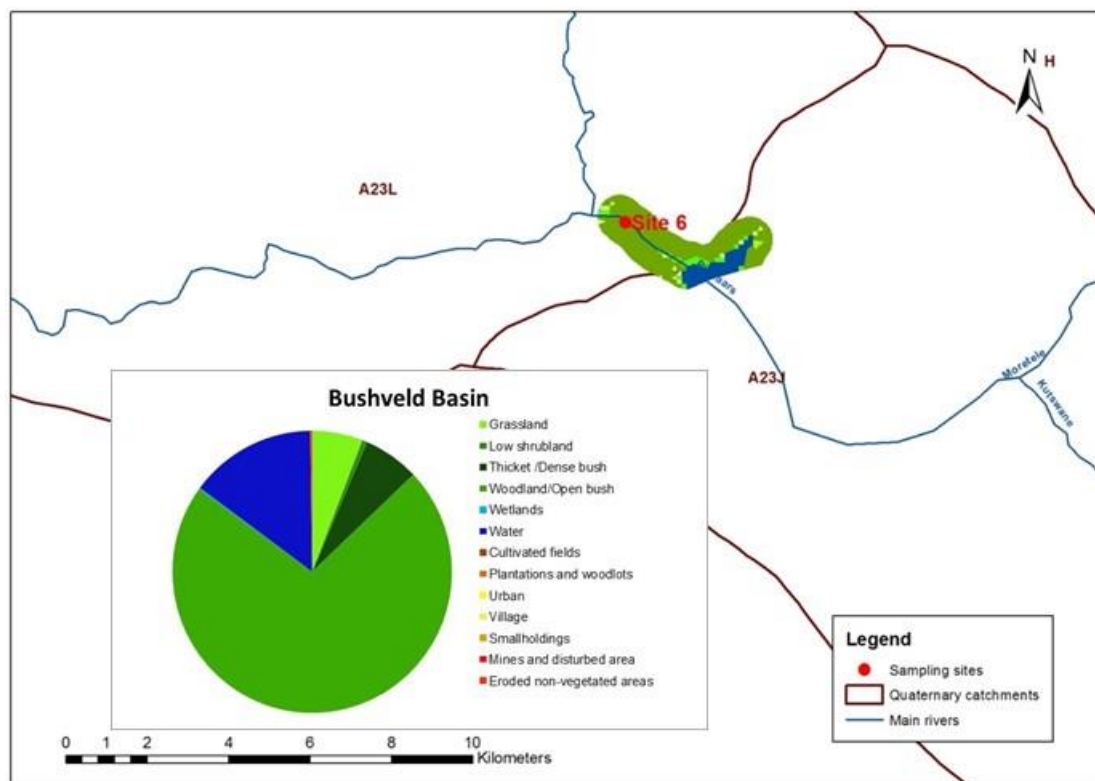 H
N
A23L
Site 6
aars
A23J
Moretele
Kutswane
Bushveld Basin
Grassland
Low shrubland
Thicket /Dense bush
Woodland/Open bush
Wetlands
Water
Cultivated fields
Plantations and woodlots
Urban
Village
Smallholdings
Mines and disturbed area
Eroded non-vegetated areas
Legend
Sampling sites
Quaternary catchments
Main rivers
0 1 2 4 6 8 10
Kilometers